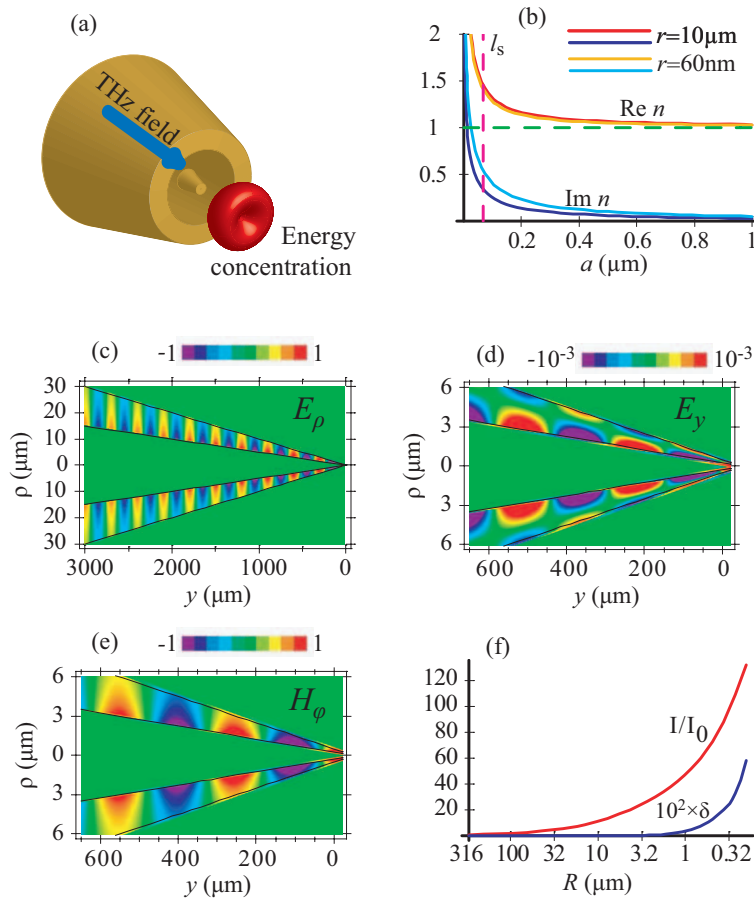 (a)
THz field
Energy
concentration
(b)
2
1.5
1
0.5
lₛ
r=10μm
r=60nm
Re n
Im n
0.2 0.4 0.6 0.8 1
a (μm)
(c)
-1 1
30
20
10
0
10
20
30
ρ (μm)
E_ρ
3000 2000 1000 0
y (μm)
(d)
-10⁻³ 10⁻³
6
3
0
3
6
ρ (μm)
E_y
600 400 200 0
y (μm)
(e)
-1 1
6
3
0
3
6
ρ (μm)
H_φ
600 400 200 0
y (μm)
(f)
120
100
80
60
40
20
I/I₀
10²×δ
316 100 32 10 3.2 1 0.32
R (μm)